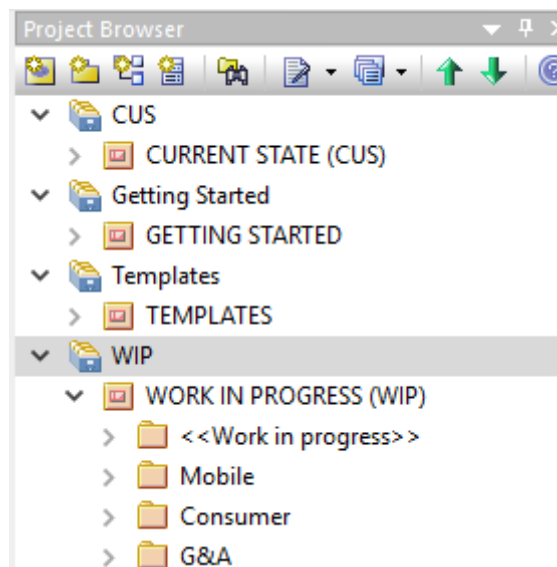 Project Browser
CUS
CURRENT STATE (CUS)
Getting Started
GETTING STARTED
Templates
TEMPLATES
WIP
WORK IN PROGRESS (WIP)
<<Work in progress>>
Mobile
Consumer
G&A